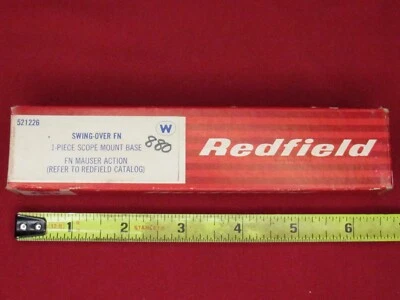 521226
W
SWING-OVER FN.
1-PIECE SCOPE MOUNT BASE
880
FN MAUSER ACTION
(REFER TO REDFIELD CATALOG)
Redfield
1 2 3 4 5 6